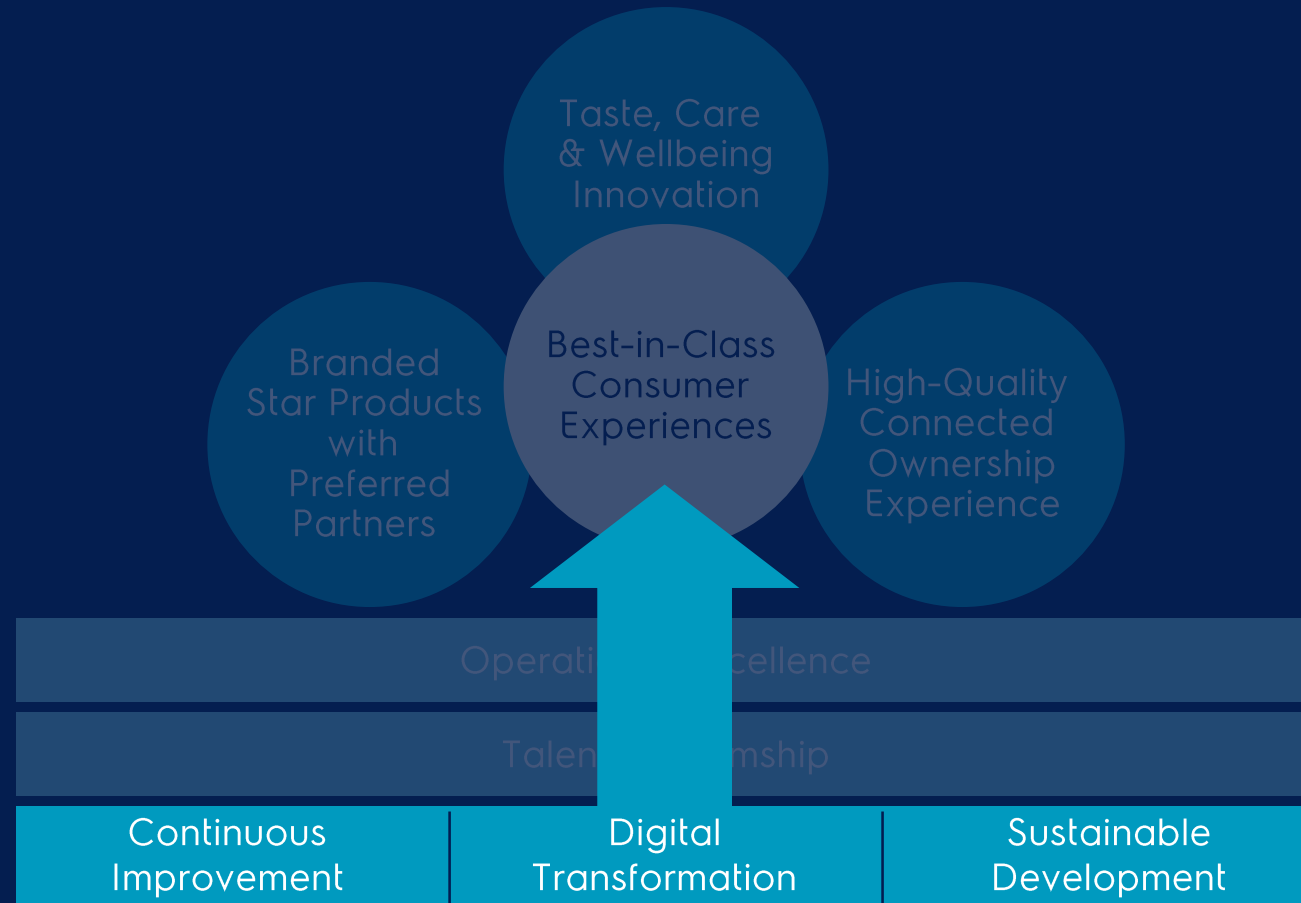 Taste, Care
& Wellbeing
Innovation
Best-in-Class
Consumer
Experiences
Branded
Star Products
with
Preferred
Partners
High-Quality
Connected
Ownership
Experience
Continuous
Improvement
Digital
Transformation
Sustainable
Development